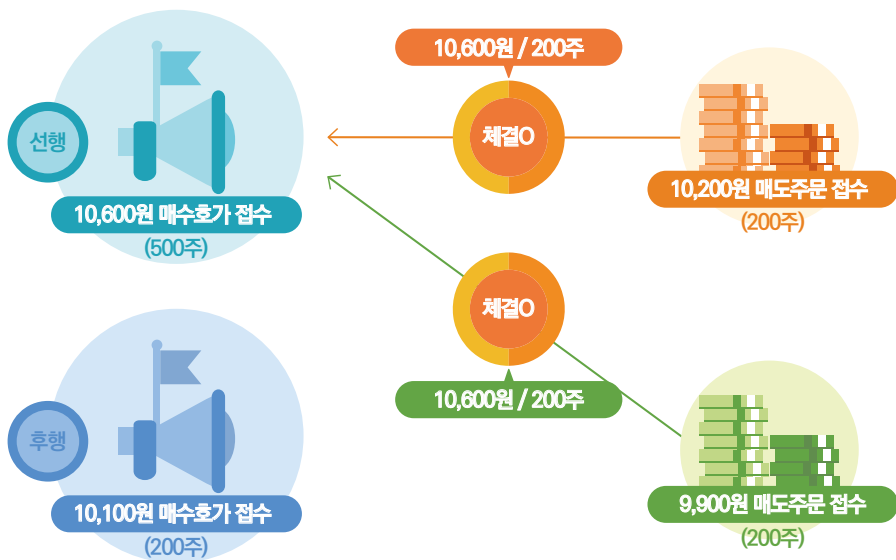 선행
10,600원 매수호가 접수
(500주)
10,600원 / 200주
체결O
10,200원 매도주문 접수
(200주)
체결O
10,600원 / 200주
후행
10,100원 매수호가 접수
(200주)
9,900원 매도주문 접수
(200주)